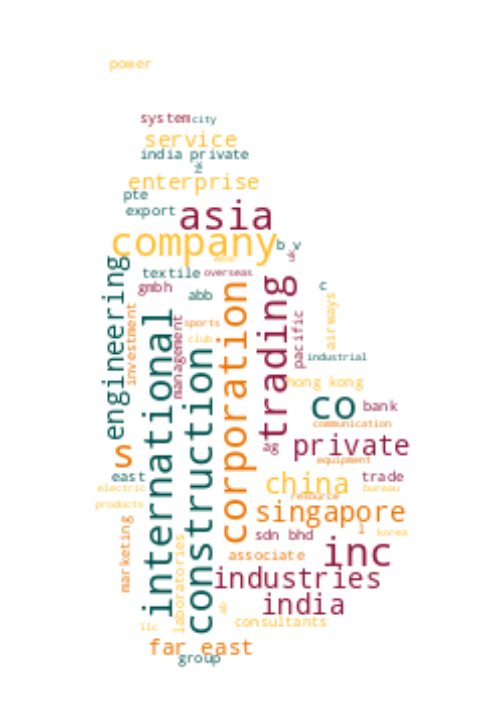 power
system
city
service
india private
enterprise
pte
export
asia
company
b v
uk
textile
overseas
gmbh
abb
c
engineering
investment
international
management
sports
club
construction
corporation
trading
pacific
airways
industrial
hong kong
co
bank
communication
s
ag
private
equipment
east
electric
products
china
trade
bureau
resource
singapore
l
korea
marketing
laboratories
sdn bhd
associate
inc
industries
india
llc
consultants
far east
group